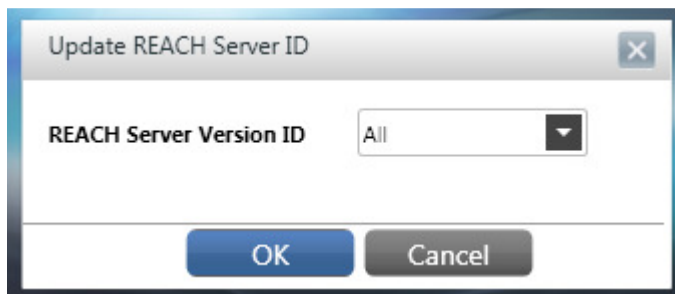 Update REACH Server ID
REACH Server Version ID All
OK Cancel